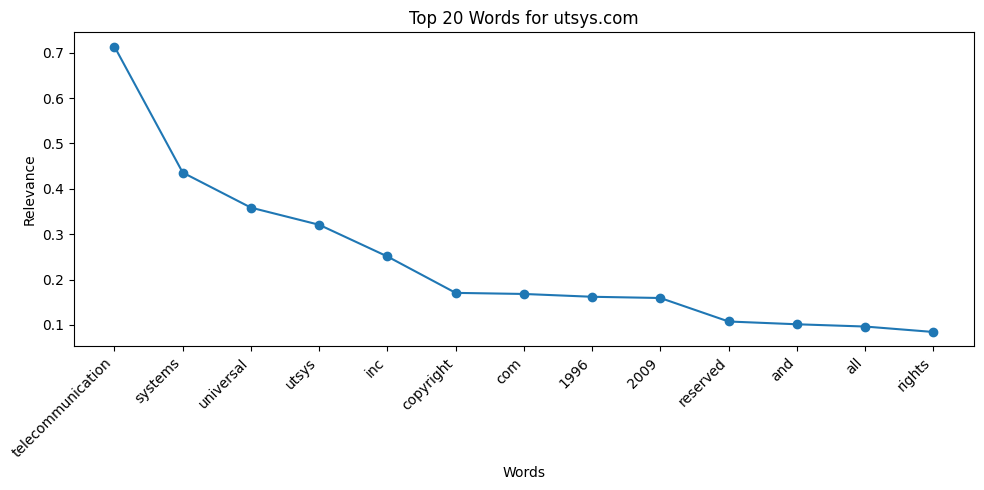 Top 20 Words for utsys.com
Relevance
0.7
0.6
0.5
0.4
0.3
0.2
0.1
telecommunication
systems
universal
utsys
inc
copyright
com
1996
2009
reserved
and
all
rights
Words